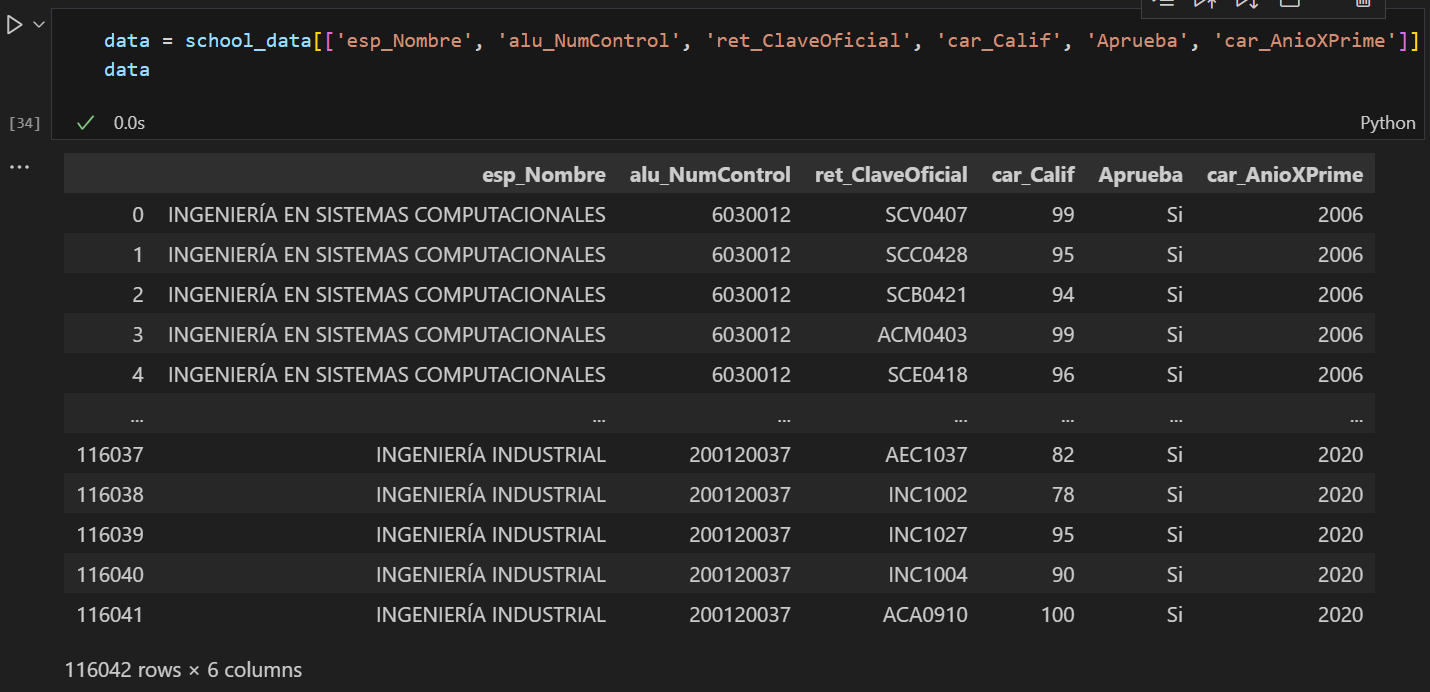 data = school_data[['esp_Nombre', 'alu_NumControl', 'ret_ClaveOficial', 'car_Calif', 'Aprueba', 'car_AnioXPrime']]
data
[34] 0.0s Python
... esp_Nombre alu_NumControl ret_ClaveOficial car_Calif Aprueba car_AnioXPrime
0 INGENIERÍA EN SISTEMAS COMPUTACIONALES 6030012 SCV0407 99 Si 2006
1 INGENIERÍA EN SISTEMAS COMPUTACIONALES 6030012 SCC0428 95 Si 2006
2 INGENIERÍA EN SISTEMAS COMPUTACIONALES 6030012 SCB0421 94 Si 2006
3 INGENIERÍA EN SISTEMAS COMPUTACIONALES 6030012 ACM0403 99 Si 2006
4 INGENIERÍA EN SISTEMAS COMPUTACIONALES 6030012 SCE0418 96 Si 2006
... ... ... ... ... ... ...
116037 INGENIERÍA INDUSTRIAL 200120037 AEC1037 82 Si 2020
116038 INGENIERÍA INDUSTRIAL 200120037 INC1002 78 Si 2020
116039 INGENIERÍA INDUSTRIAL 200120037 INC1027 95 Si 2020
116040 INGENIERÍA INDUSTRIAL 200120037 INC1004 90 Si 2020
116041 INGENIERÍA INDUSTRIAL 200120037 ACA0910 100 Si 2020
116042 rows × 6 columns